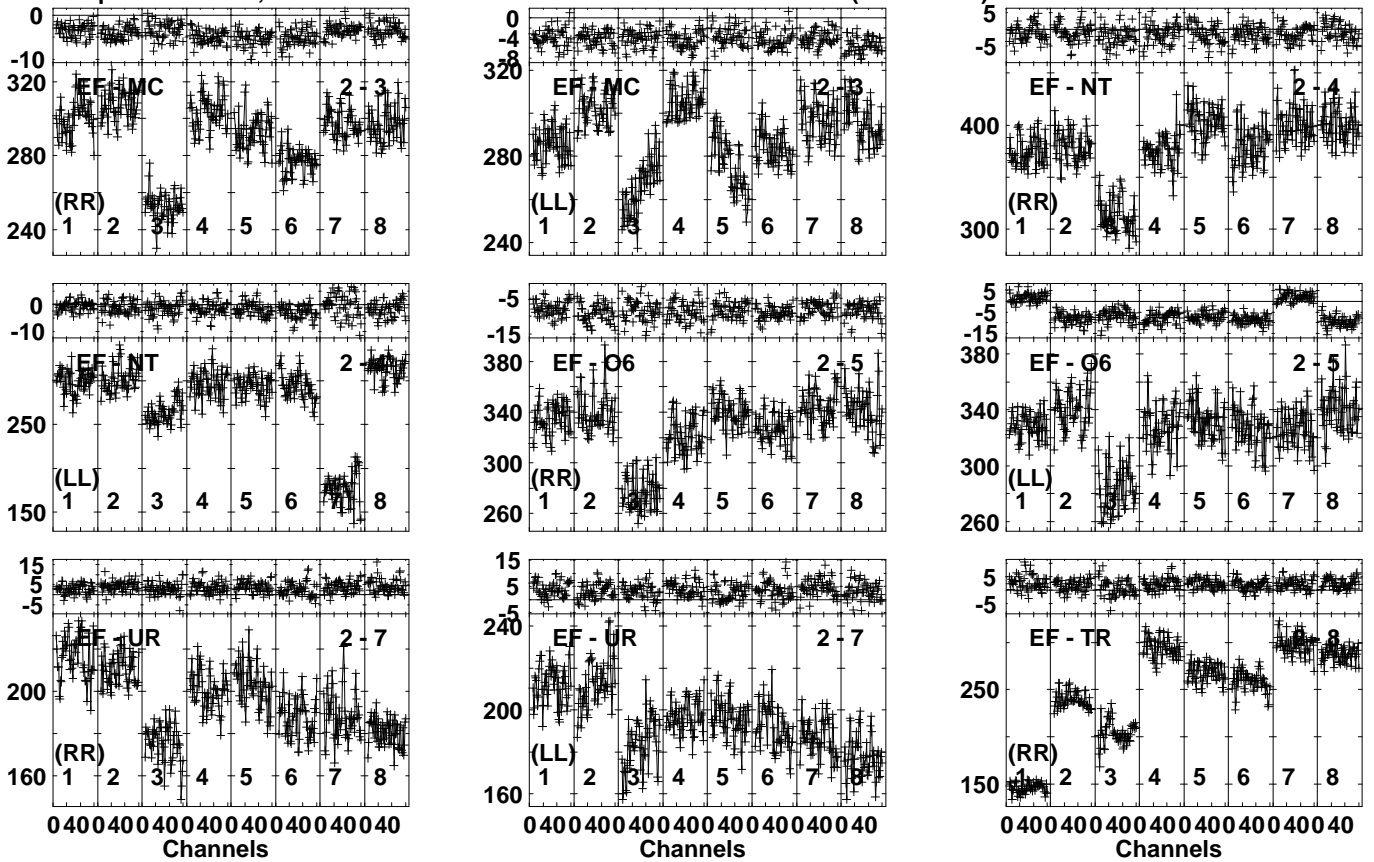 0 0 5
-10 -4 -5
-8
320 EF - MC 2 - 3 320 EF - MC 2 - 3 EF - NT 2 - 4
400
280 280
(RR) (LL) (RR)
240 1 2 3 4 5 6 7 8 240 1 2 3 4 5 6 7 8 300 1 2 3 4 5 6 7 8
0 -5 5
-5
-10 -15 -15
EF - NT 2 - 4 380 EF - O6 2 - 5 380 EF - O6 2 - 5
250 340 340
300 300
(LL) (RR) (LL)
150 1 2 3 4 5 6 7 8 260 1 2 3 4 5 6 7 8 260 1 2 3 4 5 6 7 8
15 15 5
5 5
-5 -5 -5
EF - UR 2 - 7 240 EF - UR 2 - 7 EF - TR 2 - 8
200 200 250
(RR) (LL) (RR)
160 1 2 3 4 5 6 7 8 160 1 2 3 4 5 6 7 8 150 1 2 3 4 5 6 7 8
0 40 0 40 0 40 0 40 0 40 0 40 0 40 0 40 0 40 0 40 0 40 0 40 0 40 0 40 0 40 0 40 0 40 0 40 0 40 0 40 0 40 0 40 0 40 0 40
Channels Channels Channels